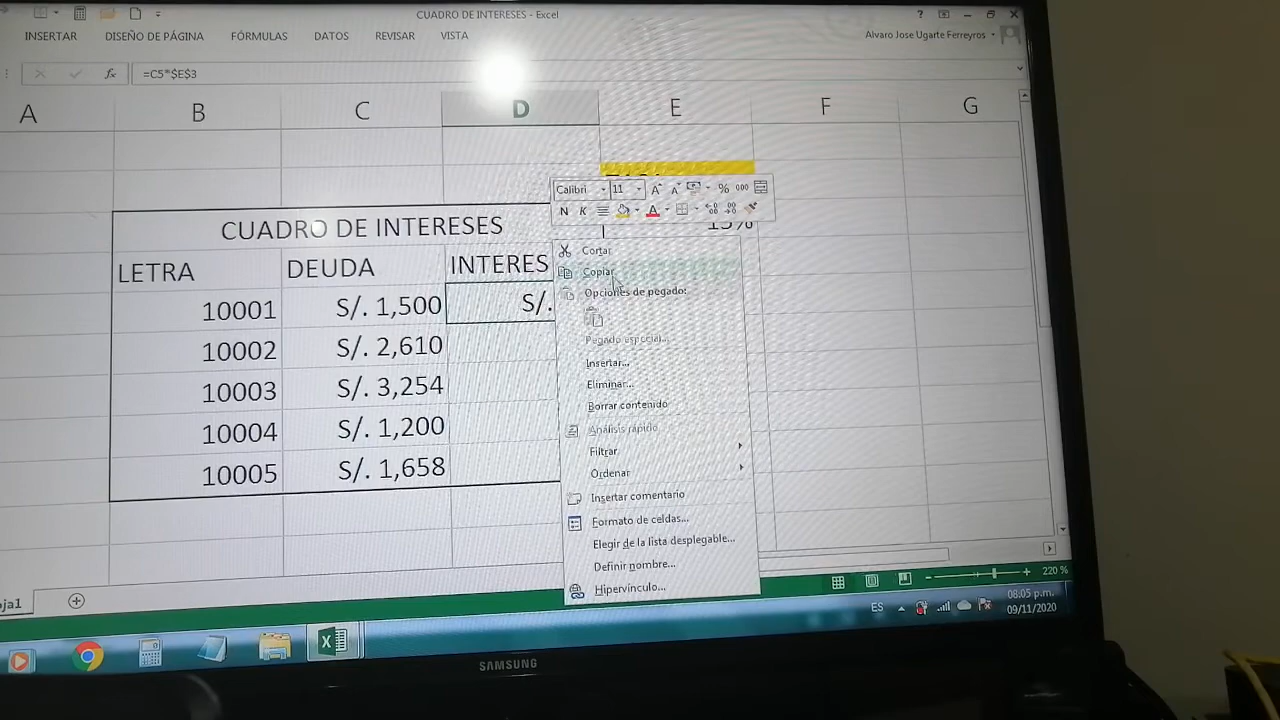 CUADRO DE INTERESES - Excel
INSERTAR DISEÑO DE PÁGINA FÓRMULAS DATOS REVISAR VISTA
Alvaro Jose Ugarte Ferreyros
fx =C5*$E$3
A B C D E F G
Calibri 11 A A % 000
N K A
15%
CUADRO DE INTERESES
LETRA DEUDA INTERES
10001 S/. 1,500 S/.
10002 S/. 2,610
10003 S/. 3,254
10004 S/. 1,200
10005 S/. 1,658
Cortar
Copiar
Opciones de pegado:
Pegado especial...
Insertar...
Eliminar...
Borrar contenido
Análisis rápido
Filtrar
Ordenar
Insertar comentario
Formato de celdas...
Elegir de la lista desplegable...
Definir nombre...
Hipervínculo...
oja1
220 %
ES
08:05 p.m.
09/11/2020
SAMSUNG